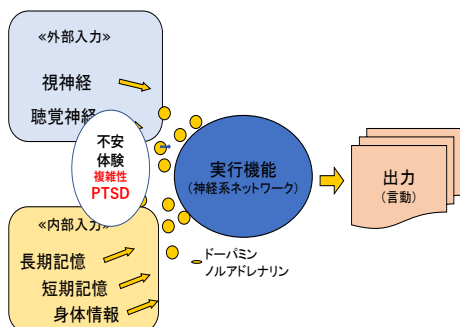 ≪外部入力≫
視神経
聴覚神経
不安
体験
複雑性
PTSD
≪内部入力≫
長期記憶
短期記憶
身体情報
実行機能
(神経系ネットワーク)
ドーパミン
ノルアドレナリン
出力
(言動)